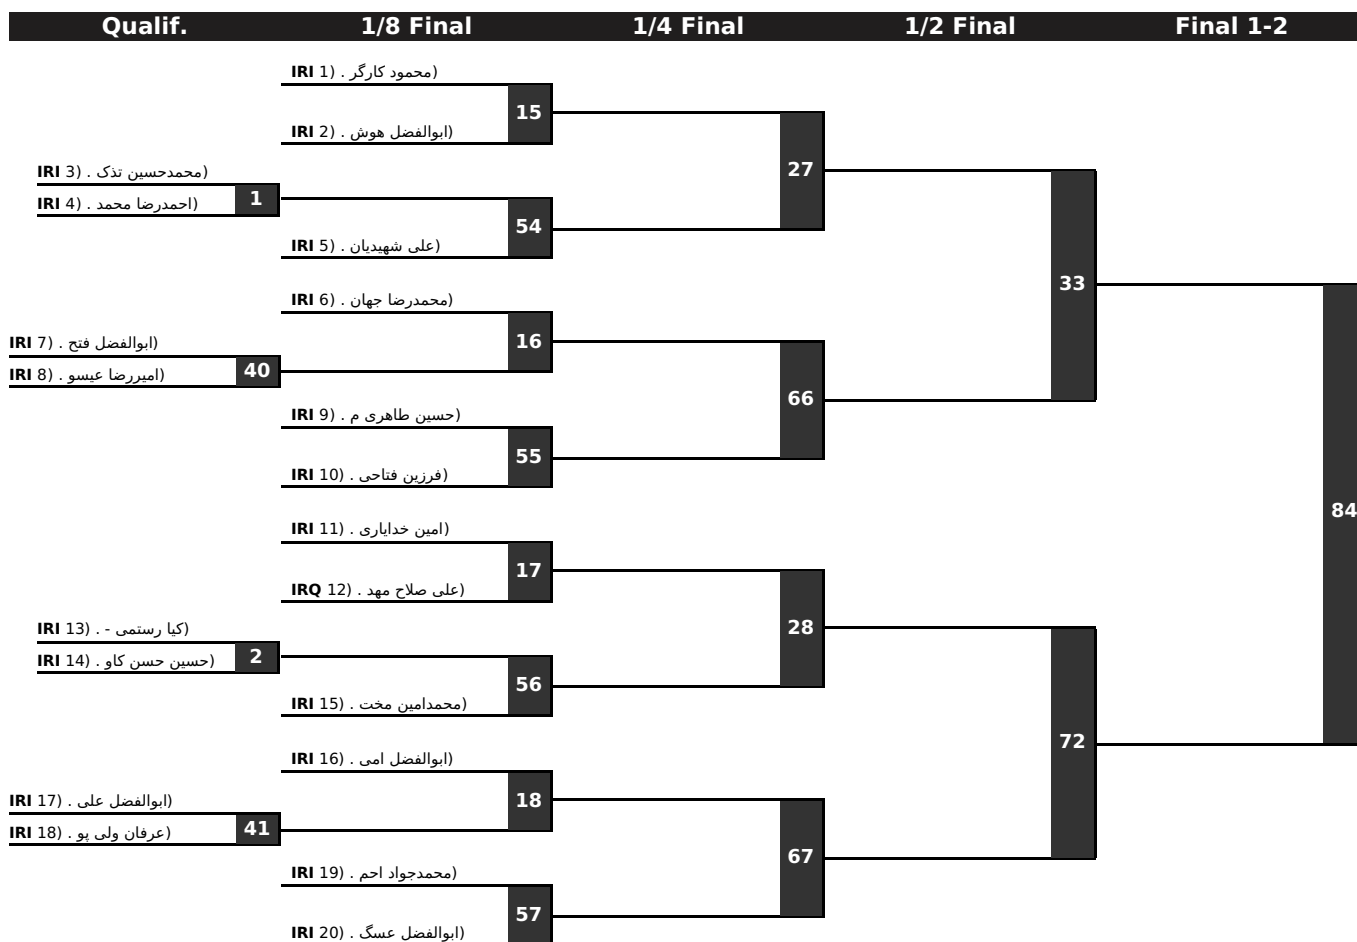 Qualif. 1/8 Final 1/4 Final 1/2 Final Final 1-2
IRI 1) . محمود کارگر)
15
IRI 2) . ابوالفضل هوش)
27
IRI 3) . محمدحسین تذک)
1
IRI 4) . احمدرضا محمد)
54
IRI 5) . علی شهیدیان)
33
IRI 6) . محمدرضا جهان)
16
IRI 7) . ابوالفضل فتح)
40
IRI 8) . امیررضا عیسو)
66
IRI 9) . حسین طاهری م)
55
IRI 10) . فرزین فتاحی)
84
IRI 11) . امین خدایاری)
17
IRQ 12) . علی صلاح مهد)
28
IRI 13) . - کیا رستمی)
2
IRI 14) . حسین حسن کاو)
56
IRI 15) . محمدامین مخت)
72
IRI 16) . ابوالفضل امی)
18
IRI 17) . ابوالفضل علی)
41
IRI 18) . عرفان ولی پو)
67
IRI 19) . محمدجواد احم)
57
IRI 20) . ابوالفضل عسگ)